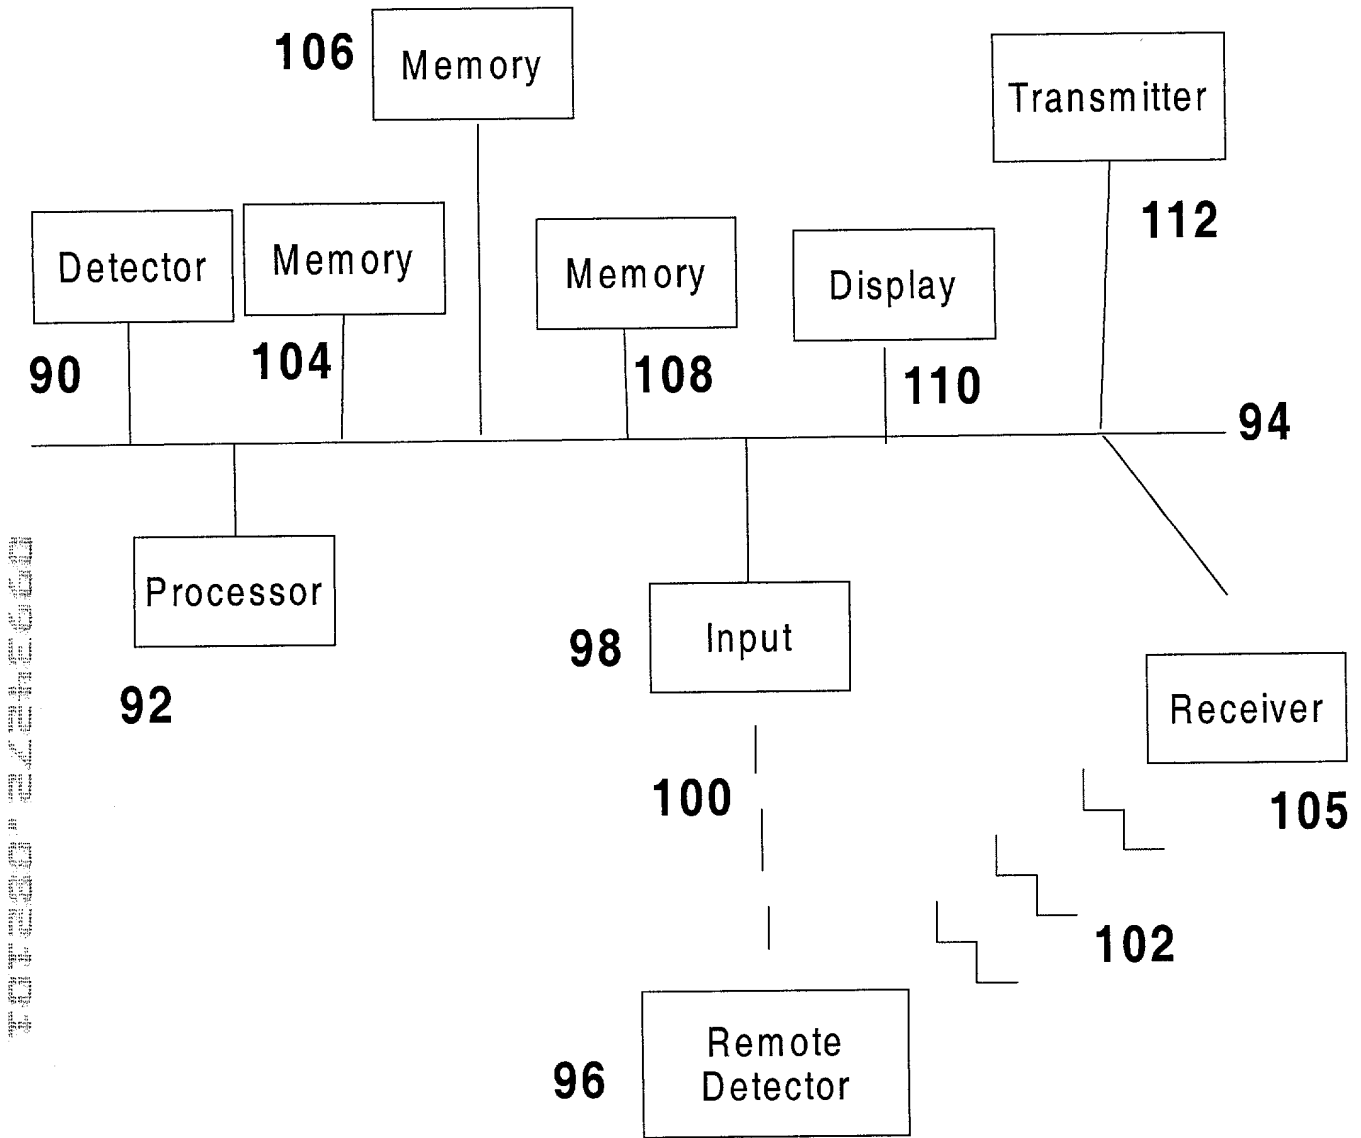 106
Memory
Transmitter
112
Detector
Memory
Memory
Display
90
104
108
110
94
Processor
92
98
Input
Receiver
105
100
102
96
Remote
Detector